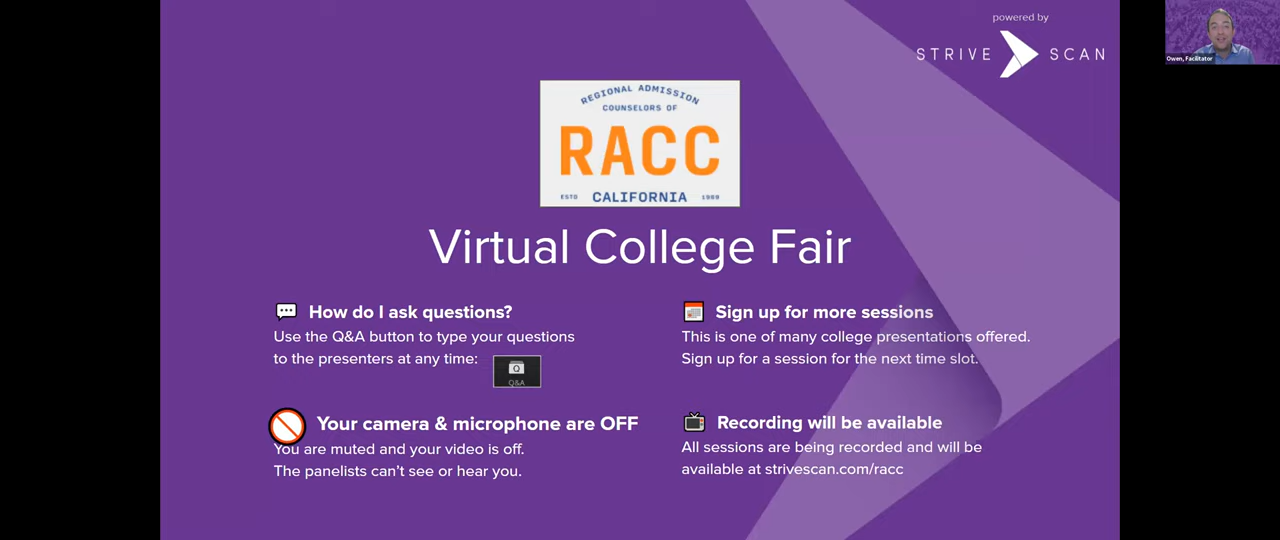 powered by
STRIVE SCAN
Owen, Facilitator
REGIONAL ADMISSION
COUNSELORS OF
RACC
ESTD CALIFORNIA 1980
Virtual College Fair
How do I ask questions?
Use the Q&A button to type your questions
to the presenters at any time:
Q&A
Your camera & microphone are OFF
You are muted and your video is off.
The panelists can't see or hear you.
Sign up for more sessions
This is one of many college presentations offered.
Sign up for a session for the next time slot.
Recording will be available
All sessions are being recorded and will be
available at strivescan.com/racc